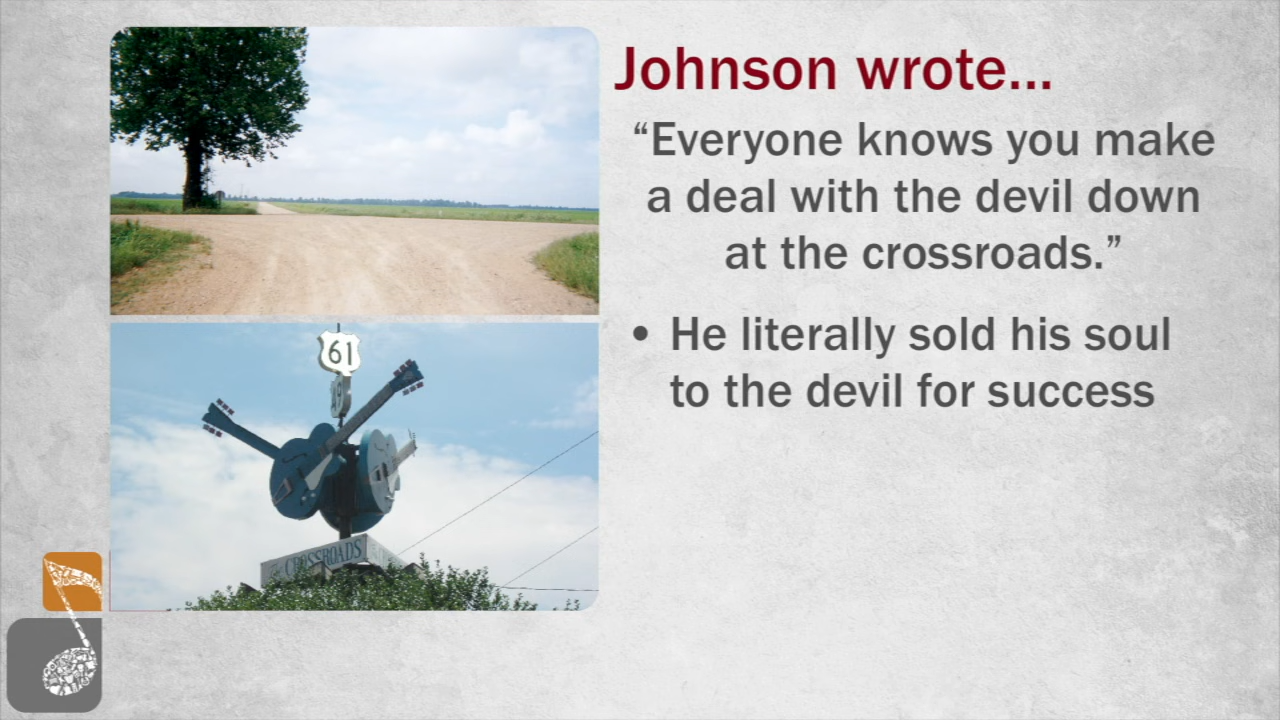 Johnson wrote...
“Everyone knows you make
a deal with the devil down
at the crossroads.”
• He literally sold his soul
to the devil for success
61
49
CROSSROADS